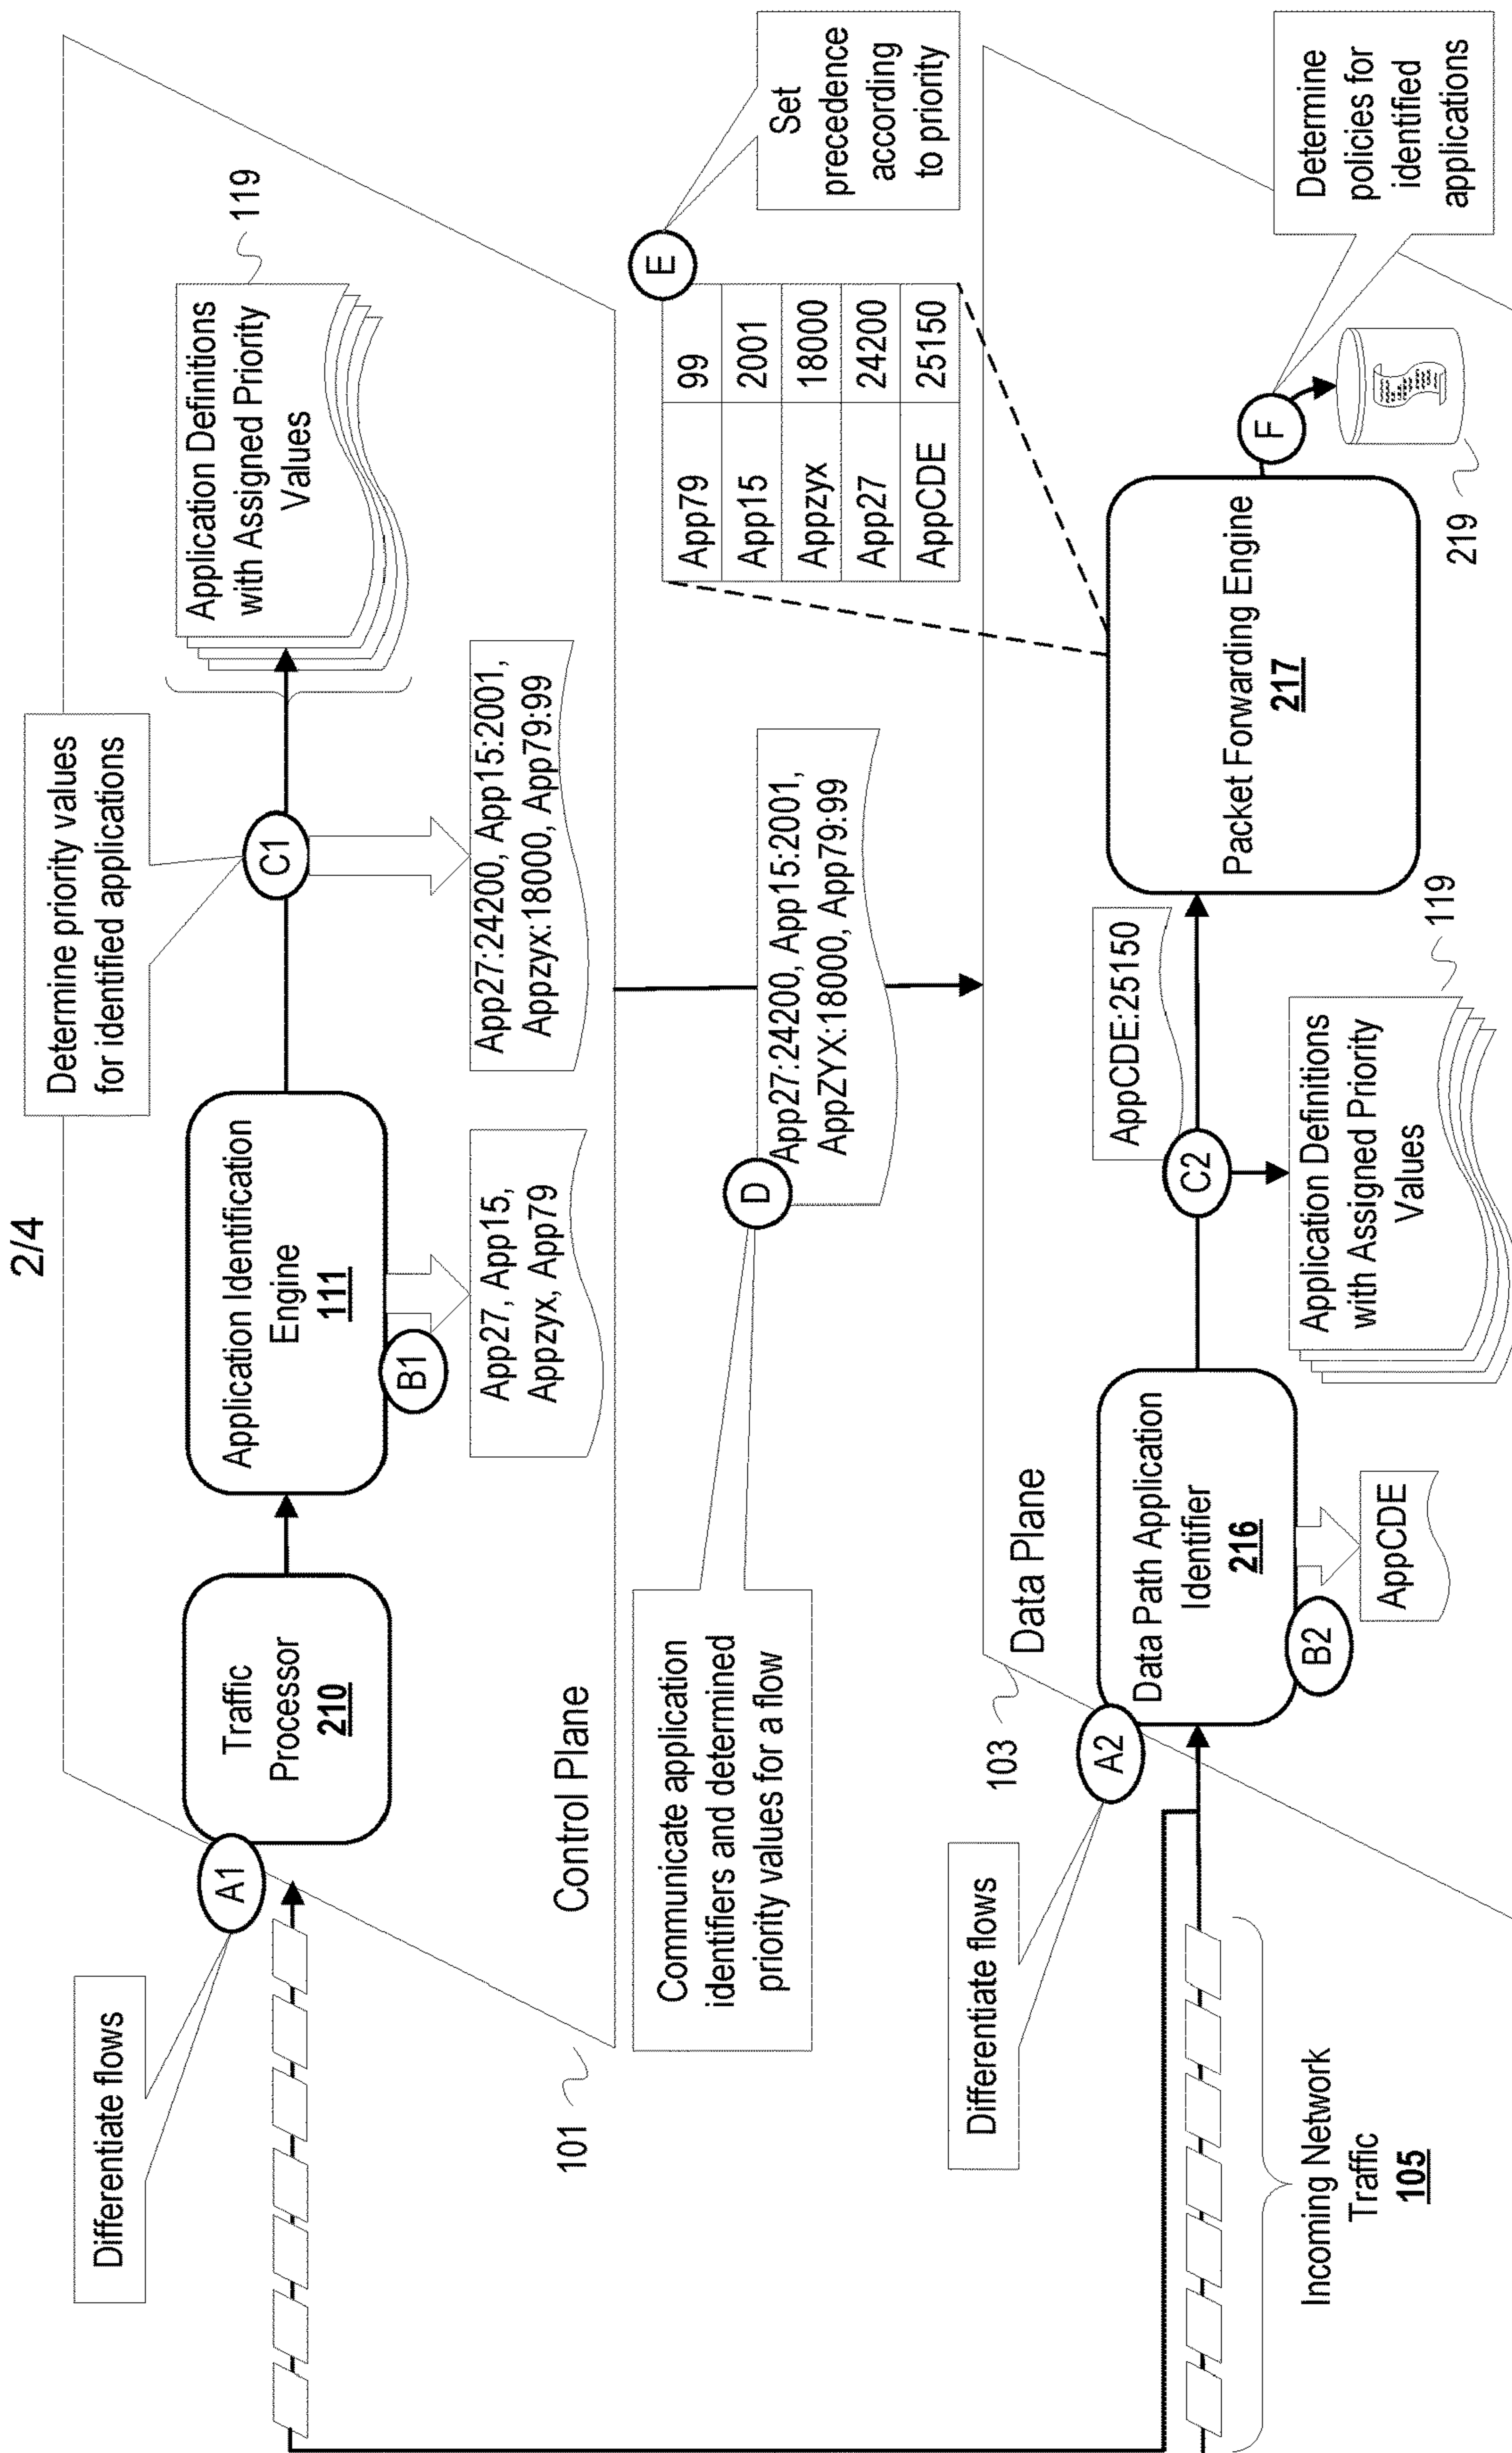 2/4
Determine priority values
for identified applications
Differentiate flows
A1
Traffic
Processor
210
Application Identification
Engine
111
B1
App27, App15,
Appzyx, App79
C1
App27:24200, App15:2001,
Appzyx:18000, App79:99
Application Definitions
with Assigned Priority
Values
119
Control Plane
101
Communicate application
identifiers and determined
priority values for a flow
D
App27:24200, App15:2001,
AppZYX:18000, App79:99
E
Set
precedence
according
to priority
App79 99
App15 2001
Appzyx 18000
App27 24200
AppCDE 25150
Data Plane
103
Differentiate flows
A2
Incoming Network
Traffic
105
Data Path Application
Identifier
216
B2
AppCDE
C2
AppCDE:25150
Application Definitions
with Assigned Priority
Values
119
Packet Forwarding Engine
217
F
219
Determine
policies for
identified
applications